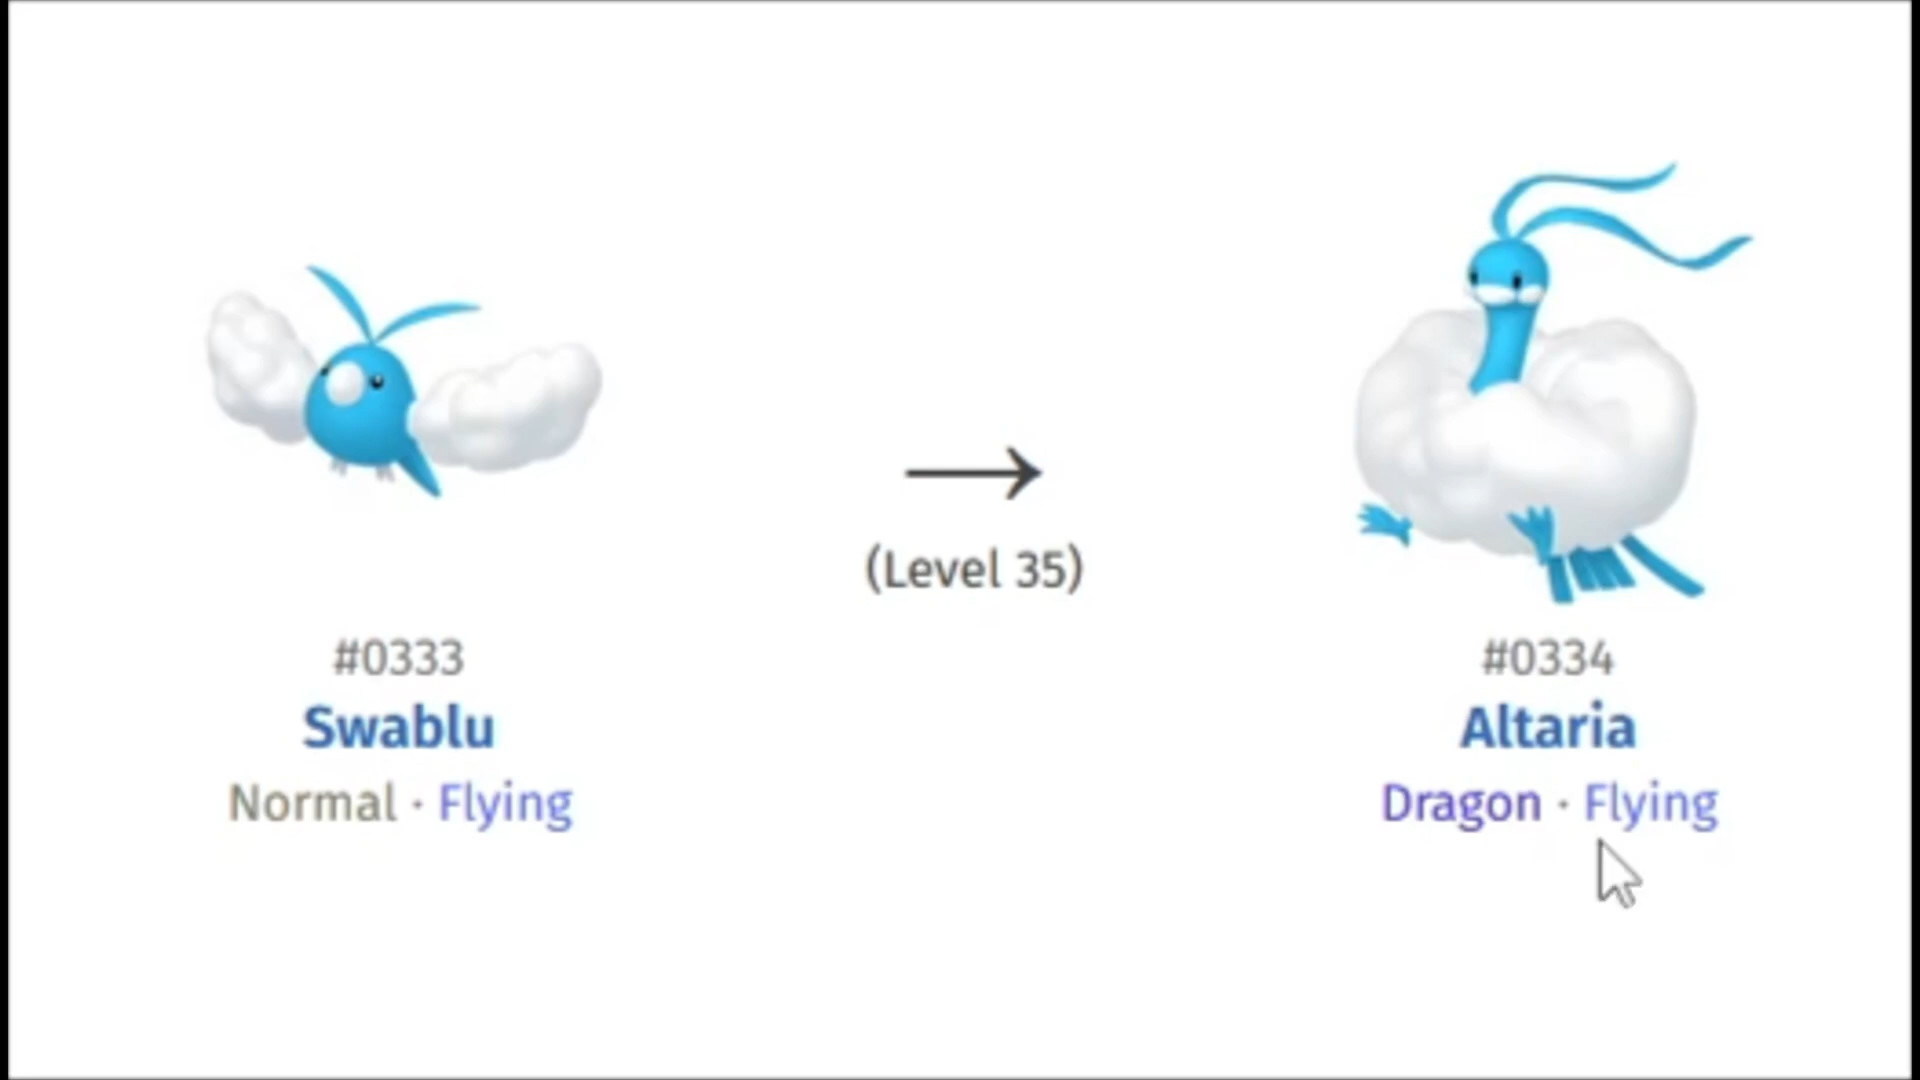 (Level 35)
#0333
Swablu
Normal · Flying
#0334
Altaria
Dragon · Flying